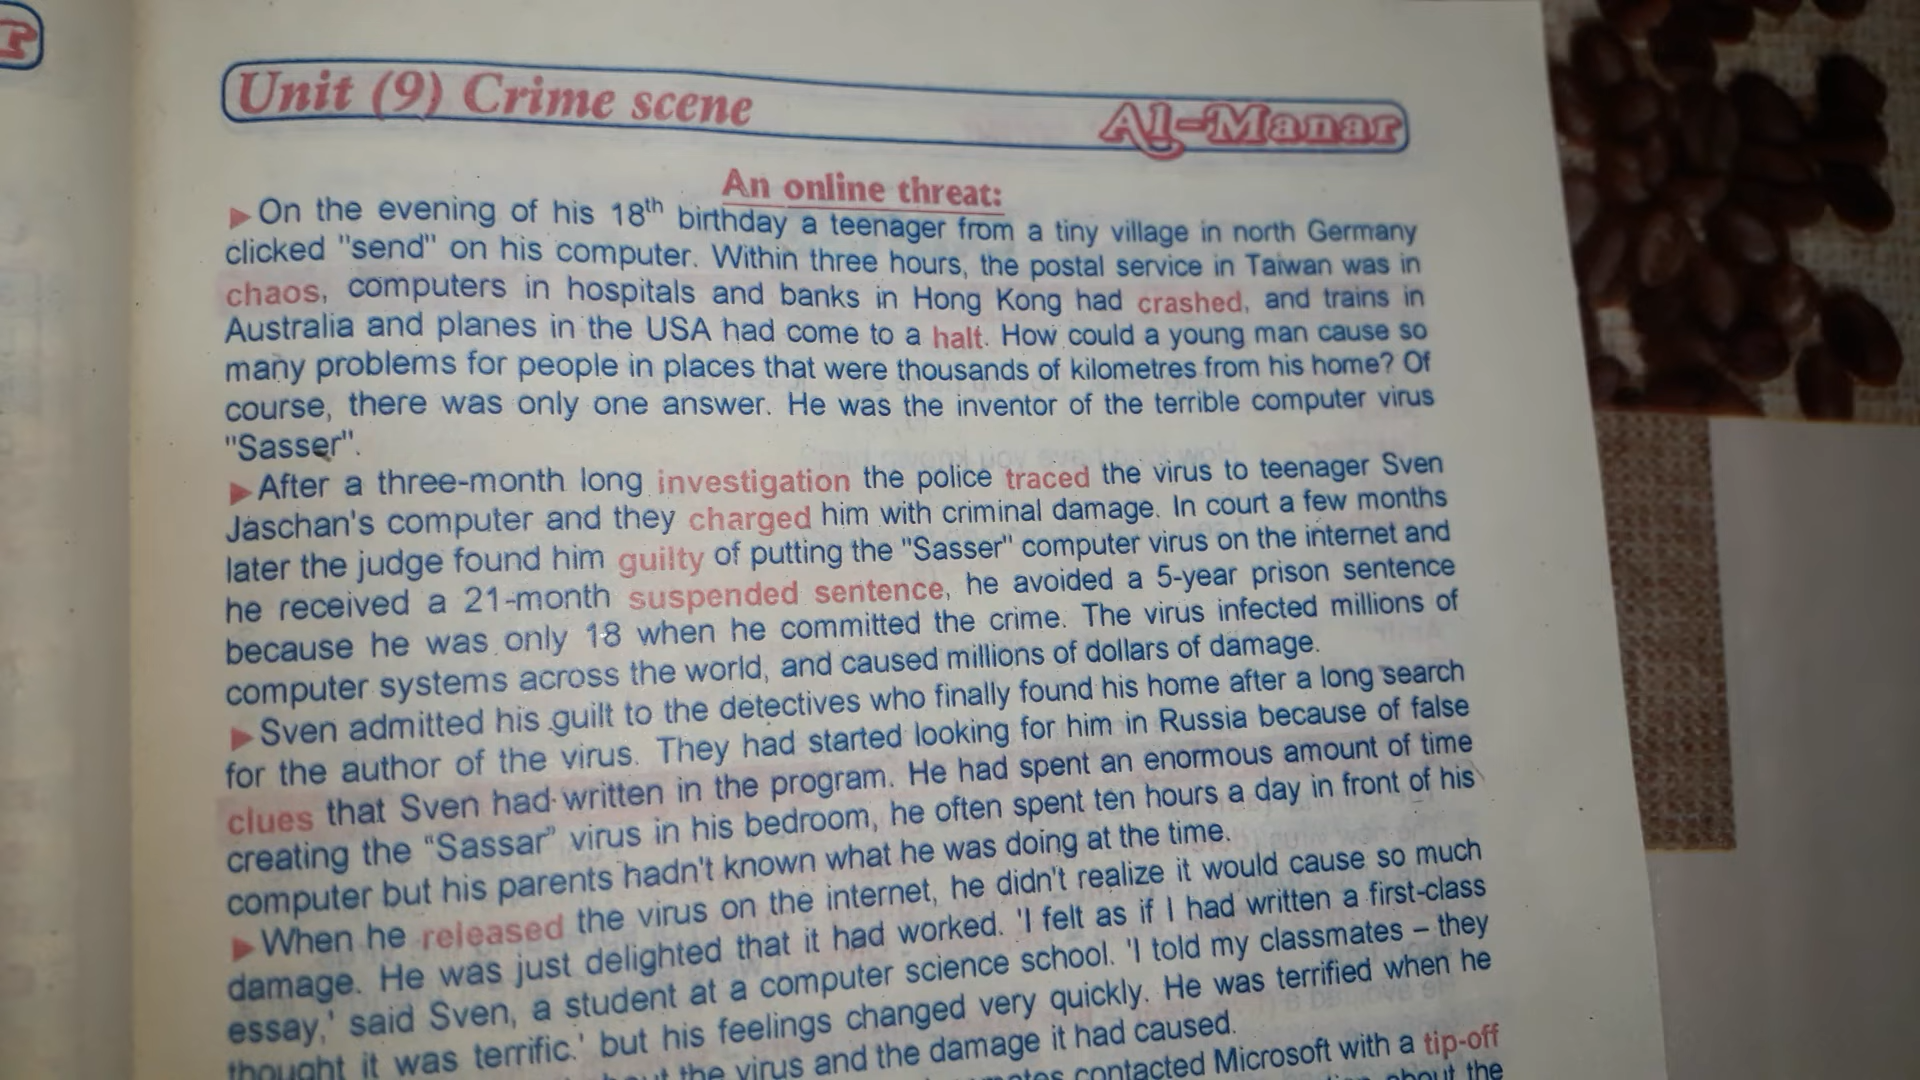 Unit (9) Crime scene
Al-Manar
An online threat:
▶On the evening of his 18th birthday a teenager from a tiny village in north Germany
clicked "send" on his computer. Within three hours, the postal service in Taiwan was in
chaos, computers in hospitals and banks in Hong Kong had crashed, and trains in
Australia and planes in the USA had come to a halt. How could a young man cause so
many problems for people in places that were thousands of kilometres from his home? Of
course, there was only one answer. He was the inventor of the terrible computer virus
"Sasser".
▶After a three-month long investigation the police traced the virus to teenager Sven
Jaschan's computer and they charged him with criminal damage. In court a few months
later the judge found him guilty of putting the "Sasser" computer virus on the internet and
he received a 21-month suspended sentence, he avoided a 5-year prison sentence
because he was only 18 when he committed the crime. The virus infected millions of
computer systems across the world, and caused millions of dollars of damage.
▶Sven admitted his guilt to the detectives who finally found his home after a long search
for the author of the virus. They had started looking for him in Russia because of false
clues that Sven had written in the program. He had spent an enormous amount of time
creating the “Sassar” virus in his bedroom, he often spent ten hours a day in front of his
computer but his parents hadn't known what he was doing at the time.
▶When he released the virus on the internet, he didn't realize it would cause so much
damage. He was just delighted that it had worked. 'I felt as if I had written a first-class
essay,' said Sven, a student at a computer science school. 'I told my classmates – they
thought it was terrific.' but his feelings changed very quickly. He was terrified when he
the virus and the damage it had caused.
contacted Microsoft with a tip-off
about the